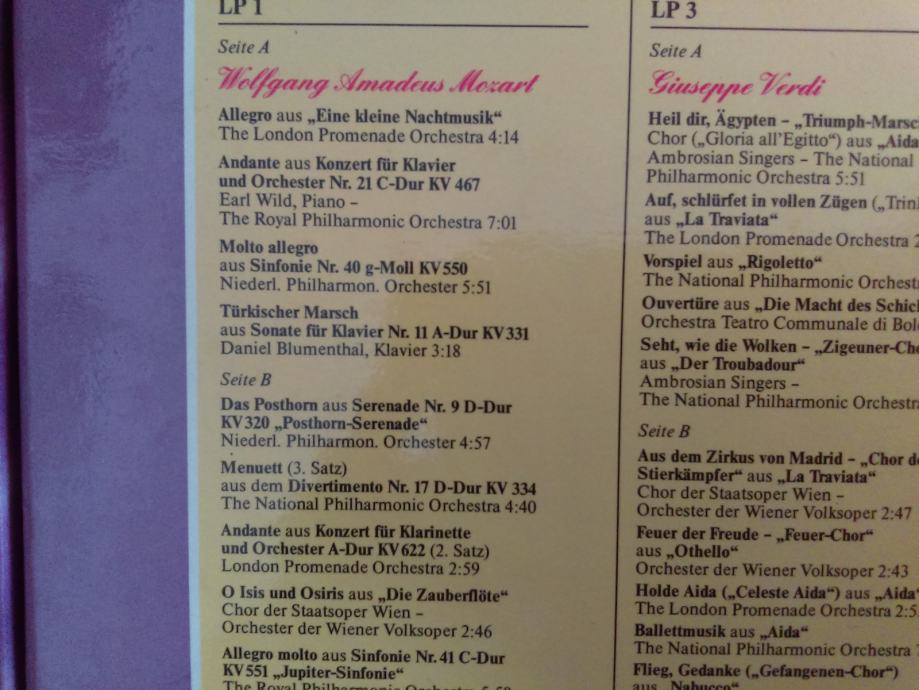 LP 1
Seite A
Wolfgang Amadeus Mozart
Allegro aus „Eine kleine Nachtmusik“
The London Promenade Orchestra 4:14
Andante aus Konzert für Klavier
und Orchester Nr. 21 C-Dur KV 467
Earl Wild, Piano –
The Royal Philharmonic Orchestra 7:01
Molto allegro
aus Sinfonie Nr. 40 g-Moll KV 550
Niederl. Philharmon. Orchester 5:51
Türkischer Marsch
aus Sonate für Klavier Nr. 11 A-Dur KV 331
Daniel Blumenthal, Klavier 3:18
Seite B
Das Posthorn aus Serenade Nr. 9 D-Dur
KV 320 „Posthorn-Serenade“
Niederl. Philharmon. Orchester 4:57
Menuett (3. Satz)
aus dem Divertimento Nr. 17 D-Dur KV 334
The National Philharmonic Orchestra 4:40
Andante aus Konzert für Klarinette
und Orchester A-Dur KV 622 (2. Satz)
London Promenade Orchestra 2:59
O Isis und Osiris aus „Die Zauberflöte“
Chor der Staatsoper Wien –
Orchester der Wiener Volksoper 2:46
Allegro molto aus Sinfonie Nr. 41 C-Dur
KV 551 „Jupiter-Sinfonie“
The Royal Philharmonic Orchestra
LP 3
Seite A
Giuseppe Verdi
Heil dir, Ägypten – „Triumph-Marsc
Chor („Gloria all'Egitto“) aus „Aida
Ambrosian Singers – The National
Philharmonic Orchestra 5:51
Auf, schlürfet in vollen Zügen („Trin
aus „La Traviata“
The London Promenade Orchestra 2
Vorspiel aus „Rigoletto“
The National Philharmonic Orchest
Ouvertüre aus „Die Macht des Schic
Orchestra Teatro Communale di Bol
Seht, wie die Wolken – „Zigeuner-Ch
aus „Der Troubadour“
Ambrosian Singers –
The National Philharmonic Orchestr
Seite B
Aus dem Zirkus von Madrid – „Chor d
Stierkämpfer“ aus „La Traviata“
Chor der Staatsoper Wien –
Orchester der Wiener Volksoper 2:47
Feuer der Freude – „Feuer-Chor“
aus „Othello“
Orchester der Wiener Volksoper 2:43
Holde Aida („Celeste Aida“) aus „Aida“
The London Promenade Orchestra 2:5
Ballettmusik aus „Aida“
The National Philharmonic Orchestra
Flieg, Gedanke („Gefangenen-Chor“)
aus „Nabucco“